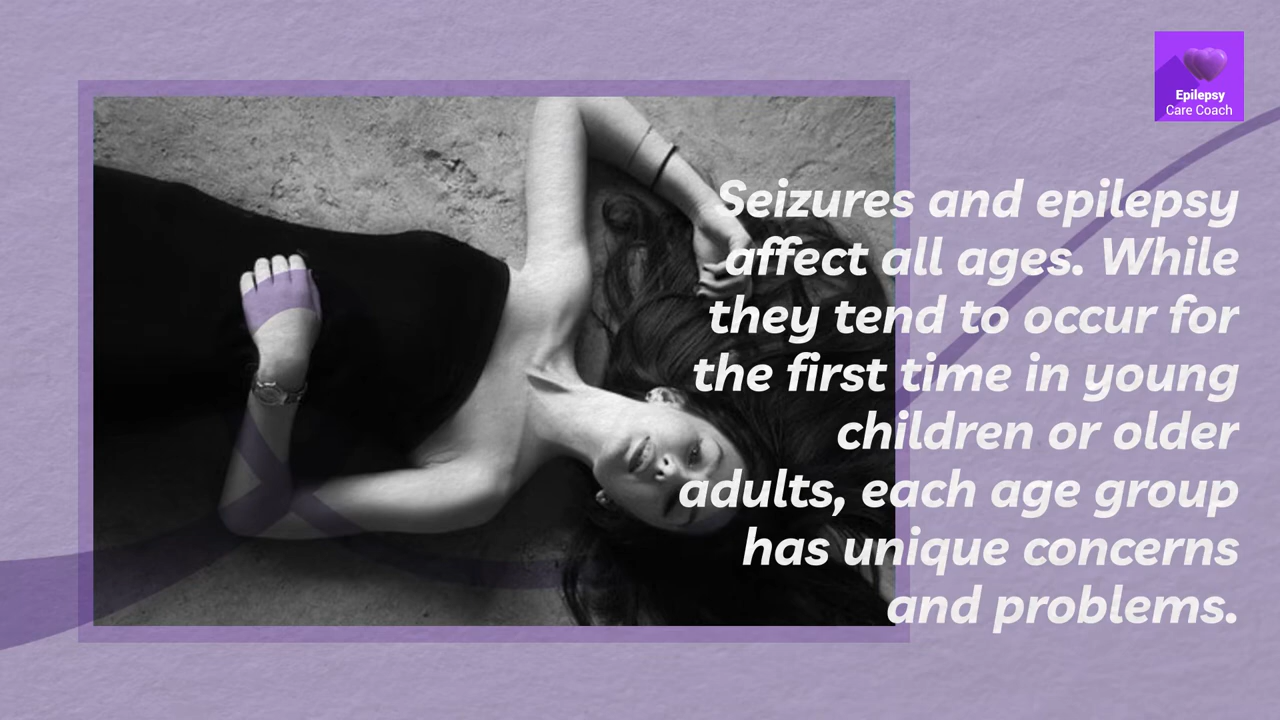 Epilepsy
Care Coach
Seizures and epilepsy
affect all ages. While
they tend to occur for
the first time in young
children or older
adults, each age group
has unique concerns
and problems.